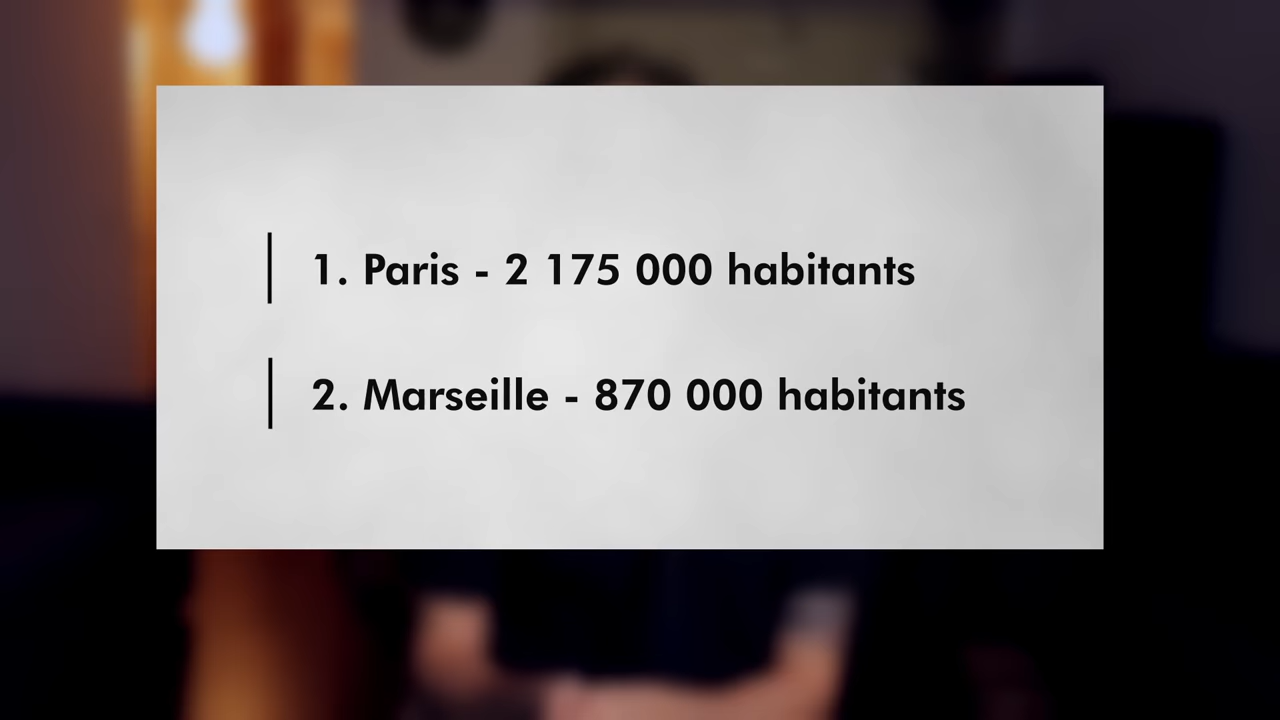 1. Paris - 2 175 000 habitants
2. Marseille - 870 000 habitants